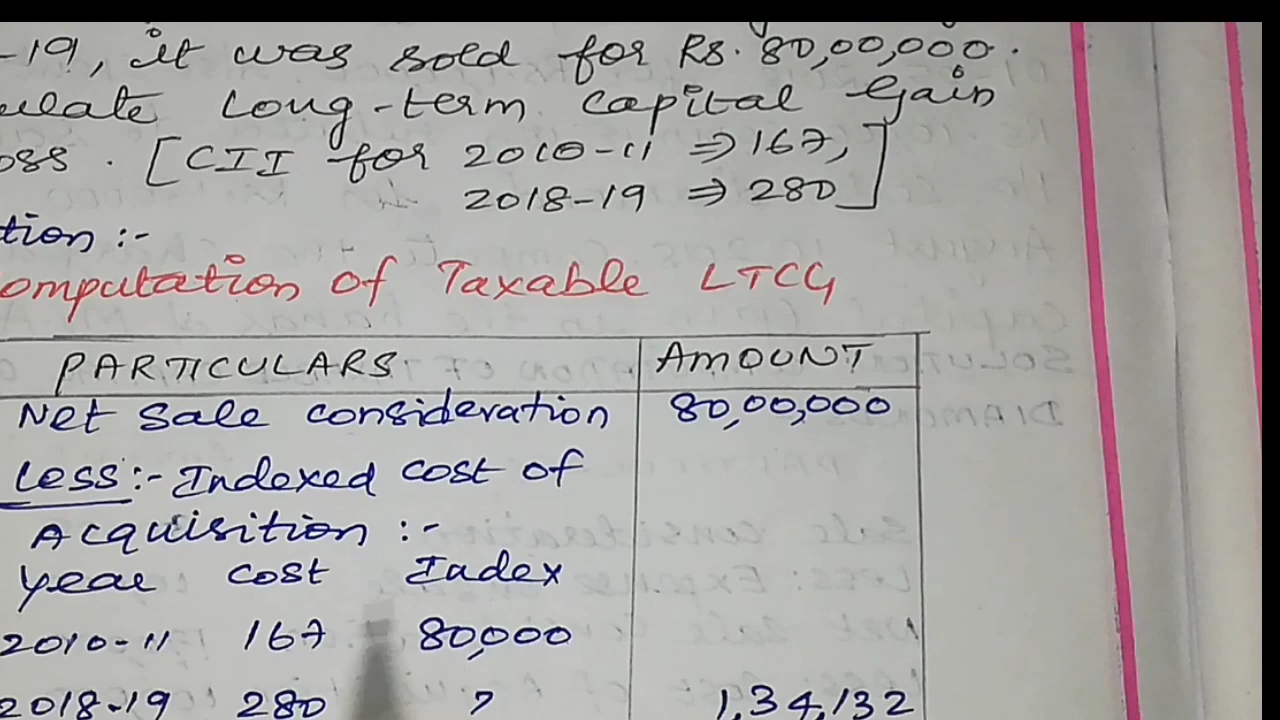 -19, it was sold for Rs. 80,00,000.
ulate Long-term capital Gain
oss. [CII for 2010-11 ⇒ 167,
2018-19 ⇒ 280]
tion :-
omputation of Taxable LTCG
PARTICULARS AMOUNT
Net Sale consideration 80,00,000
Less :- Indexed cost of
Acquisition :-
year cost Index
2010-11 167 80,000
2018-19 280 ? 1,34,132